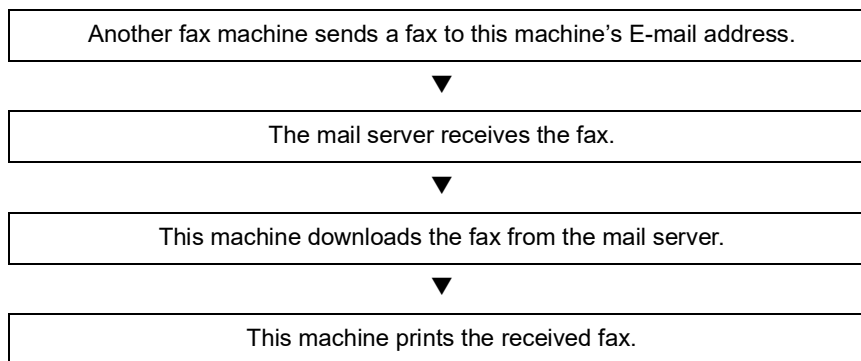 Another fax machine sends a fax to this machine’s E-mail address.
The mail server receives the fax.
This machine downloads the fax from the mail server.
This machine prints the received fax.